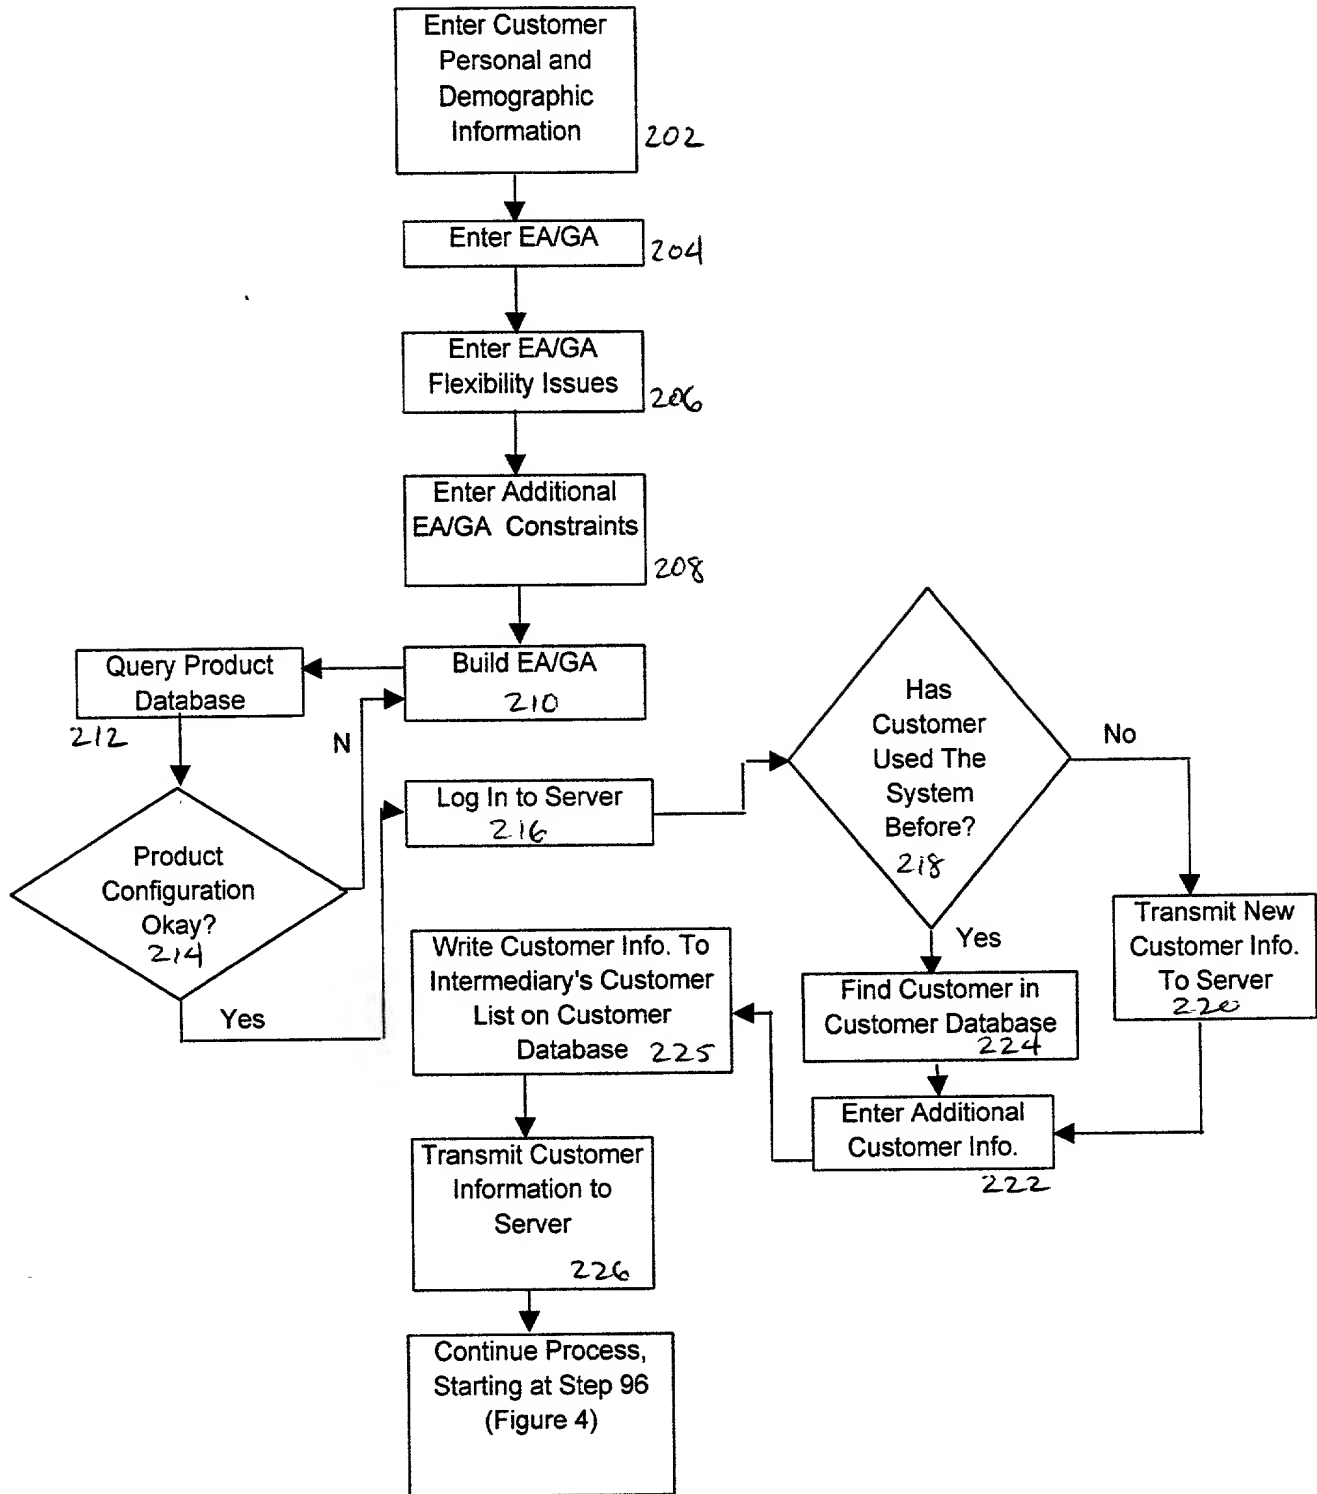 Enter Customer
Personal and
Demographic
Information
202
Enter EA/GA
204
Enter EA/GA
Flexibility Issues
206
Enter Additional
EA/GA Constraints
208
Build EA/GA
210
Query Product
Database
212
N
Product
Configuration
Okay?
214
Yes
Log In to Server
216
Has
Customer
Used The
System
Before?
218
No
Yes
Transmit New
Customer Info.
To Server
220
Find Customer in
Customer Database
224
Enter Additional
Customer Info.
222
Write Customer Info. To
Intermediary's Customer
List on Customer
Database 225
Transmit Customer
Information to
Server
226
Continue Process,
Starting at Step 96
(Figure 4)